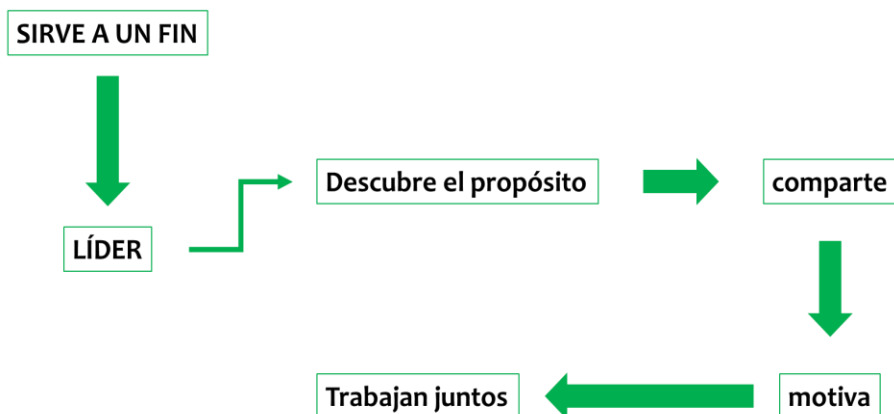 SIRVE A UN FIN
LÍDER
Descubre el propósito
comparte
motiva
Trabajan juntos